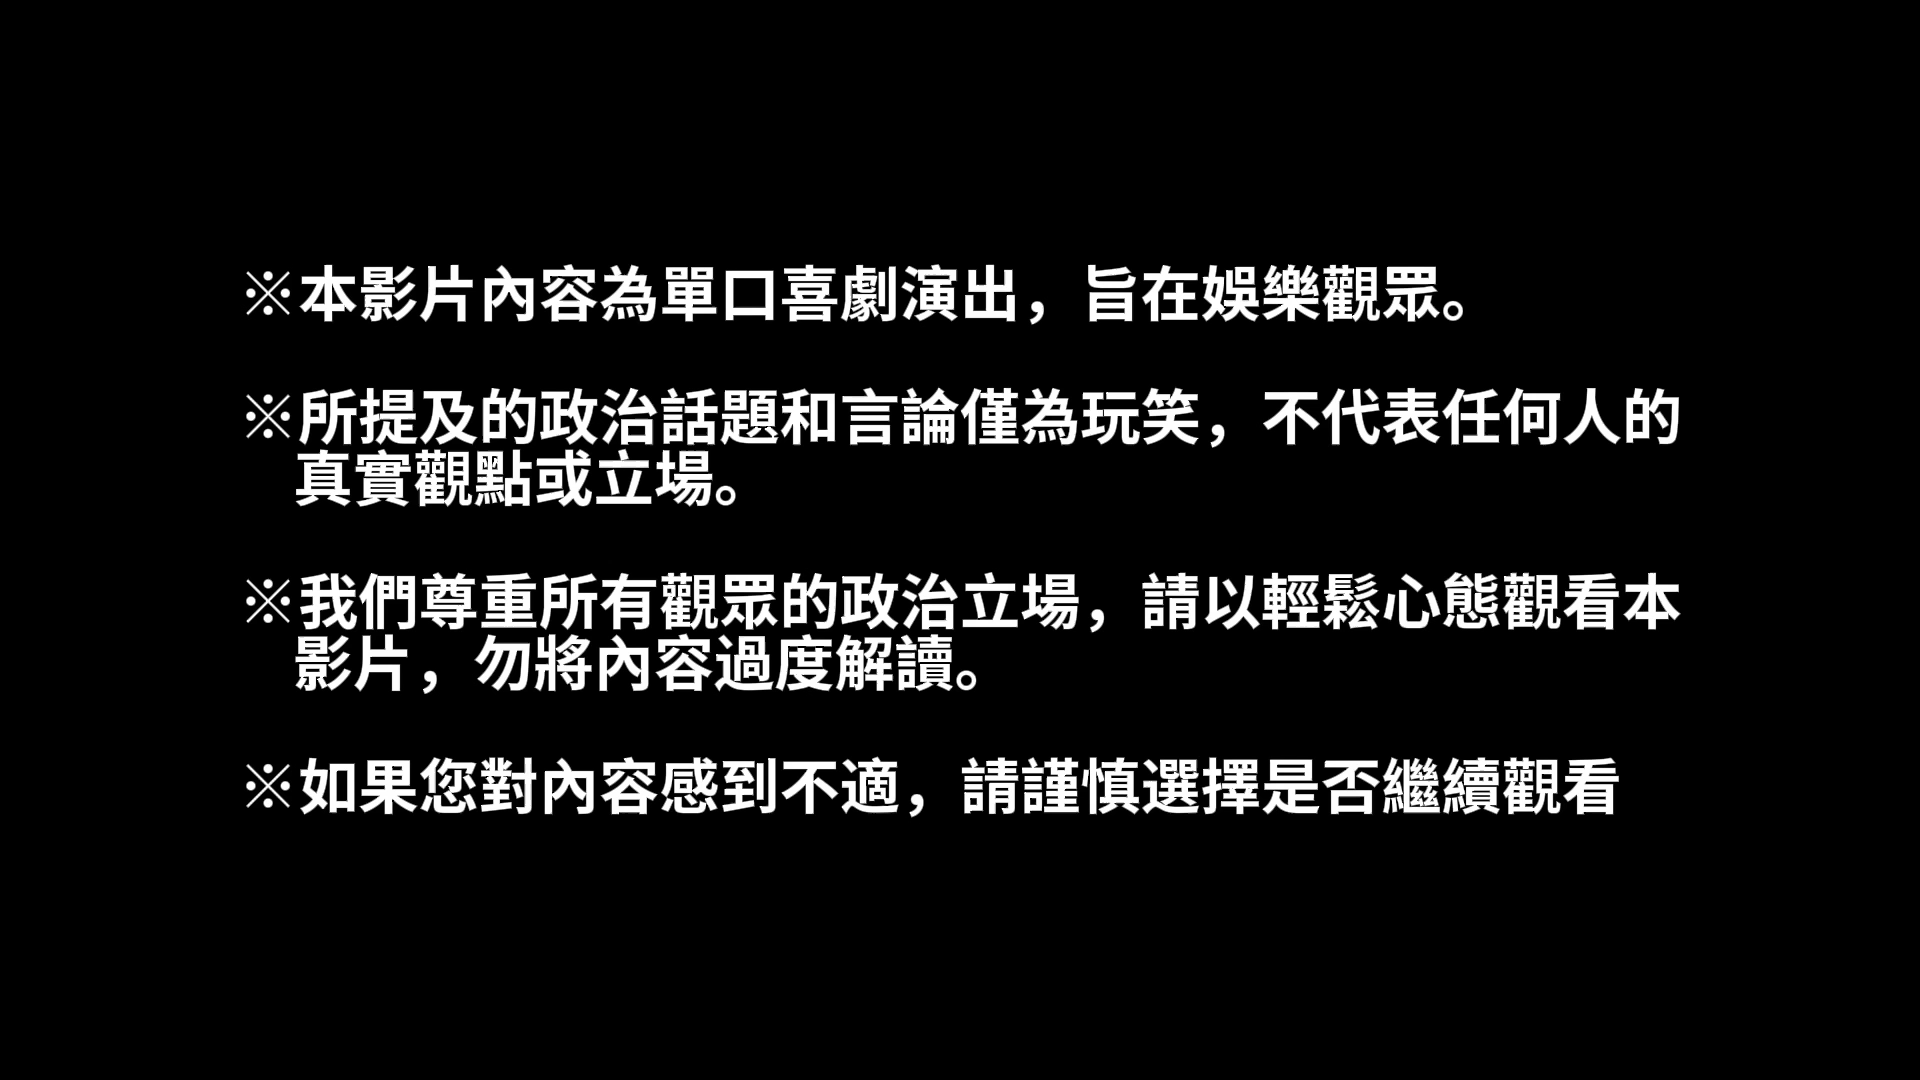 ※本影片內容為單口喜劇演出，旨在娛樂觀眾。
※所提及的政治話題和言論僅為玩笑，不代表任何人的
真實觀點或立場。
※我們尊重所有觀眾的政治立場，請以輕鬆心態觀看本
影片，勿將內容過度解讀。
※如果您對內容感到不適，請謹慎選擇是否繼續觀看